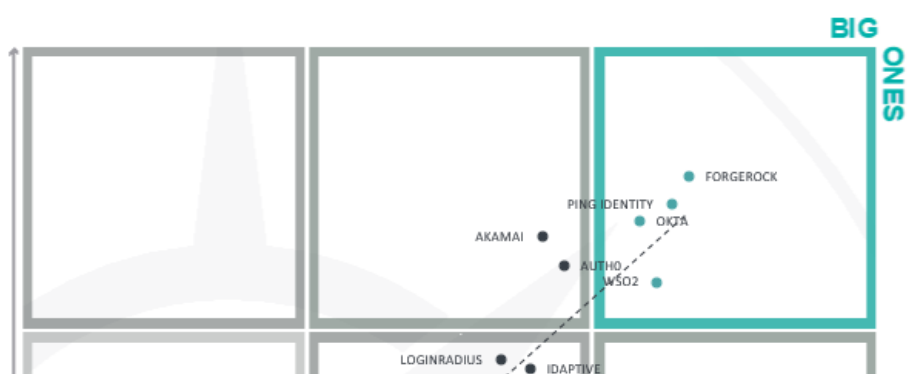 BIG
ONES
FORGEROCK
PING IDENTITY
OKTA
AKAMAI
AUTH0
WSO2
LOGINRADIUS
IDAPTIVE